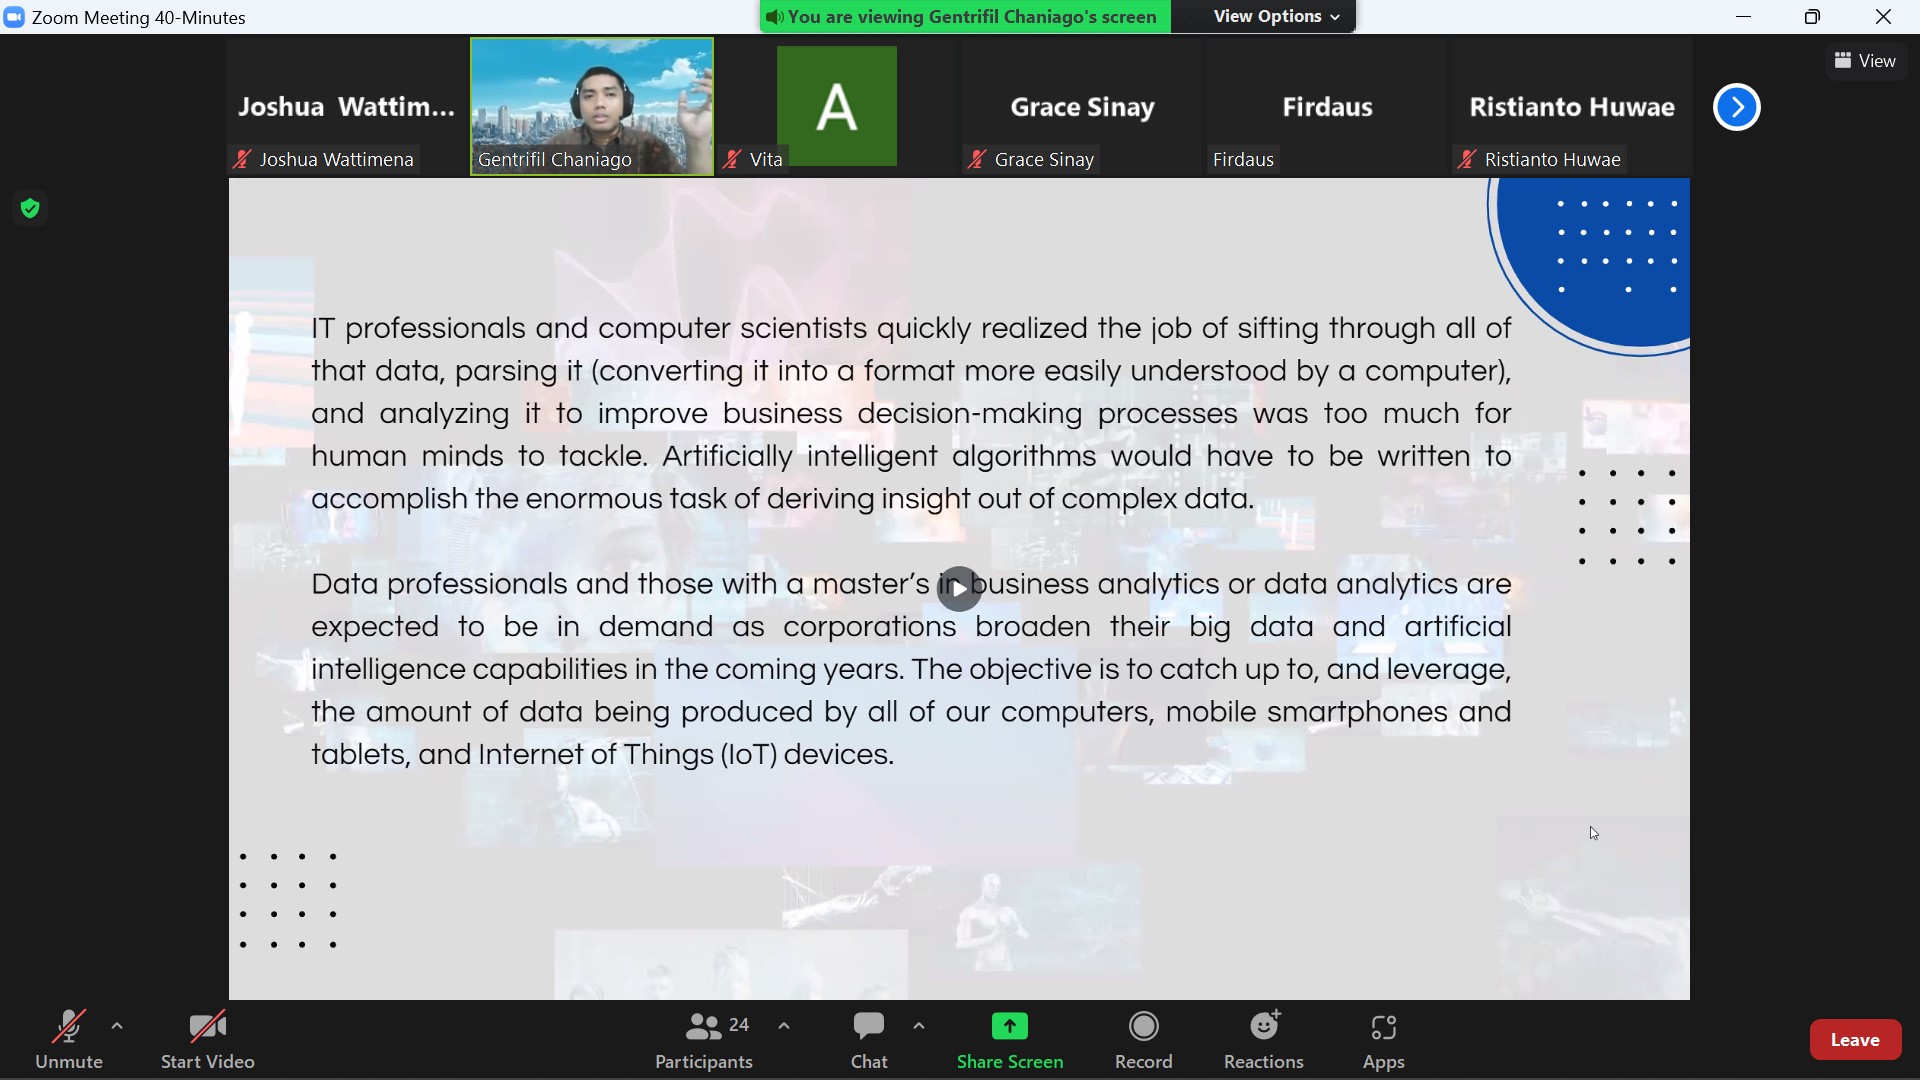 Zoom Meeting 40-Minutes
You are viewing Gentrifil Chaniago's screen
View Options
View
Joshua Wattim...
A
Grace Sinay
Firdaus
Ristianto Huwae
Joshua Wattimena
Gentrifil Chaniago
Vita
Grace Sinay
Firdaus
Ristianto Huwae
IT professionals and computer scientists quickly realized the job of sifting through all of
that data, parsing it (converting it into a format more easily understood by a computer),
and analyzing it to improve business decision-making processes was too much for
human minds to tackle. Artificially intelligent algorithms would have to be written to
accomplish the enormous task of deriving insight out of complex data.
Data professionals and those with a master’s in business analytics or data analytics are
expected to be in demand as corporations broaden their big data and artificial
intelligence capabilities in the coming years. The objective is to catch up to, and leverage,
the amount of data being produced by all of our computers, mobile smartphones and
tablets, and Internet of Things (IoT) devices.
24
Unmute
Start Video
Participants
Chat
Share Screen
Record
Reactions
Apps
Leave